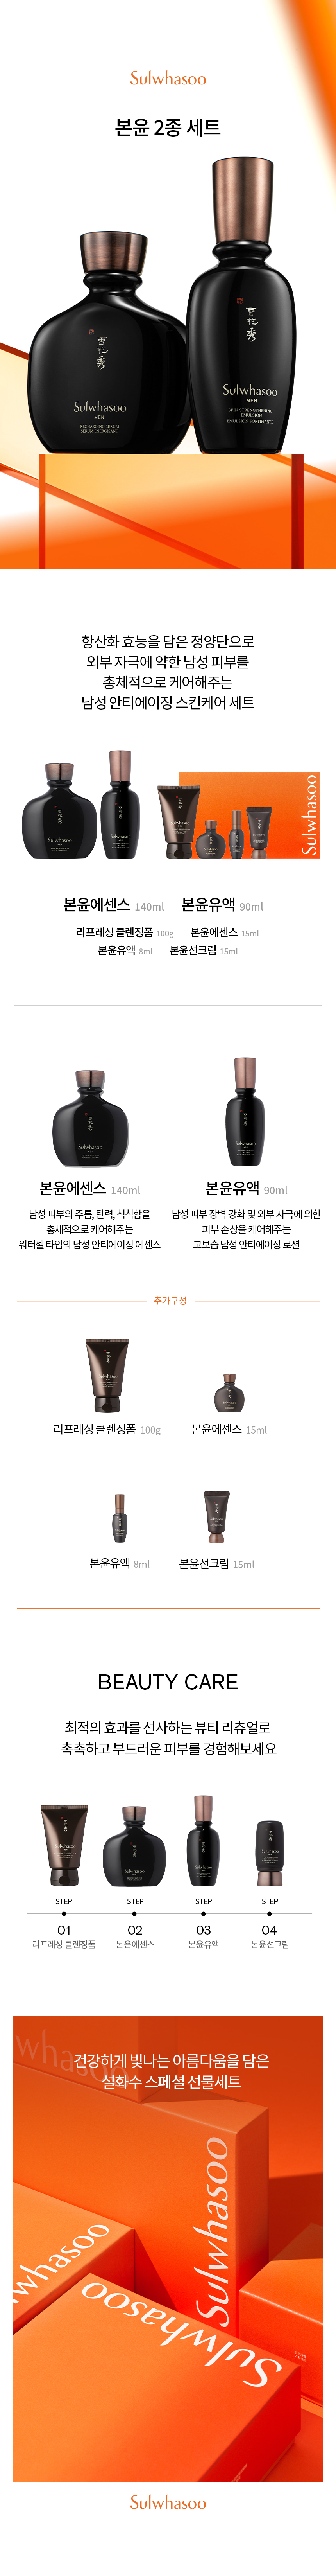 Sulwhasoo
본윤 2종 세트
雪花秀
Sulwhasoo
MEN
RECHARGING SERUM
SÉRUM ÉNERGISANT
雪花秀
Sulwhasoo
MEN
SKIN STRENGTHENING
EMULSION
ÉMULSION FORTIFIANTE
항산화 효능을 담은 정양단으로
외부 자극에 약한 남성 피부를
총체적으로 케어해주는
남성 안티에이징 스킨케어 세트
Sulwhasoo
본윤에센스 140ml 본윤유액 90ml
리프레싱 클렌징폼 100g 본윤에센스 15ml
본윤유액 8ml 본윤선크림 15ml
본윤에센스 140ml
남성 피부의 주름, 탄력, 칙칙함을
총체적으로 케어해주는
워터젤 타입의 남성 안티에이징 에센스
본윤유액 90ml
남성 피부 장벽 강화 및 외부 자극에 의한
피부 손상을 케어해주는
고보습 남성 안티에이징 로션
추가구성
리프레싱 클렌징폼 100g
본윤에센스 15ml
본윤유액 8ml
본윤선크림 15ml
BEAUTY CARE
최적의 효과를 선사하는 뷰티 리츄얼로
촉촉하고 부드러운 피부를 경험해보세요
STEP STEP STEP STEP
01 02 03 04
리프레싱 클렌징폼 본윤에센스 본윤유액 본윤선크림
건강하게 빛나는 아름다움을 담은
설화수 스페셜 선물세트
Sulwhasoo
Sulwhasoo
Sulwhasoo